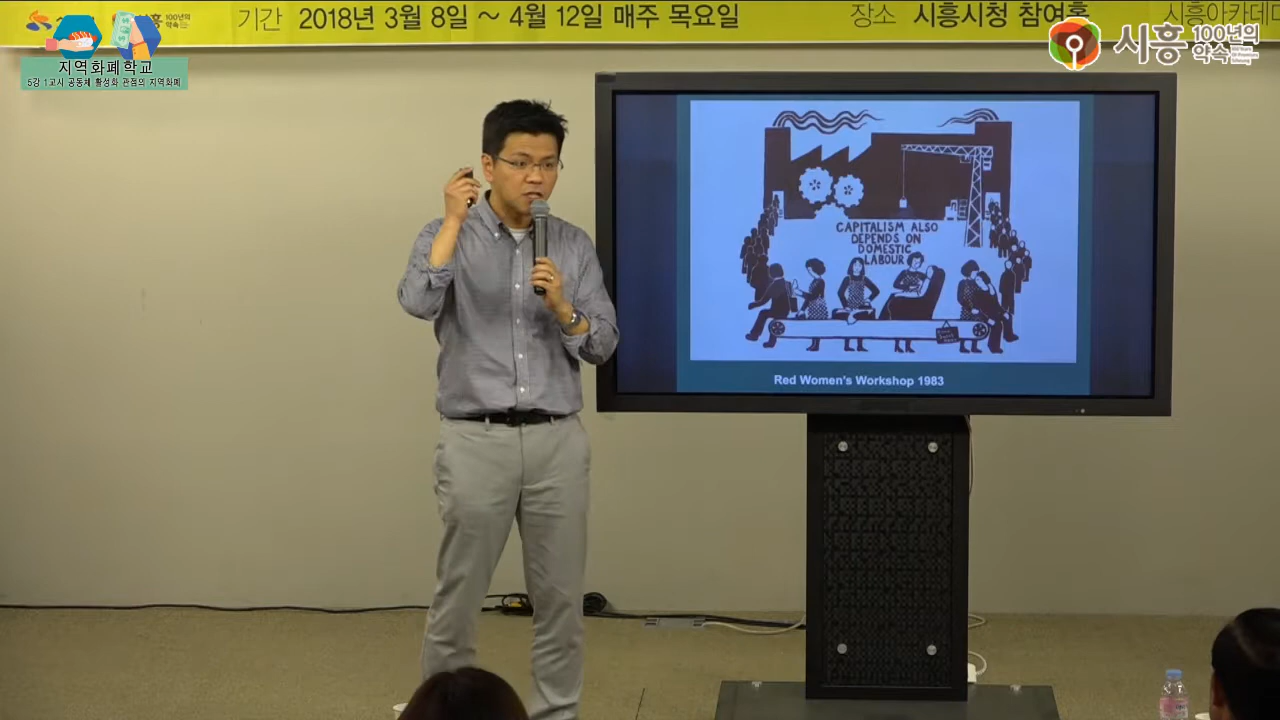 기간 2018년 3월 8일 ~ 4월 12일 매주 목요일
장소 시흥시청 참여홀
시흥아카데미
지역화폐학교
5강 1교시 공동체 활성화 관점의 지역화폐
시흥 100년의 약속
CAPITALISM ALSO
DEPENDS ON
DOMESTIC
LABOUR
Red Women's Workshop 1983